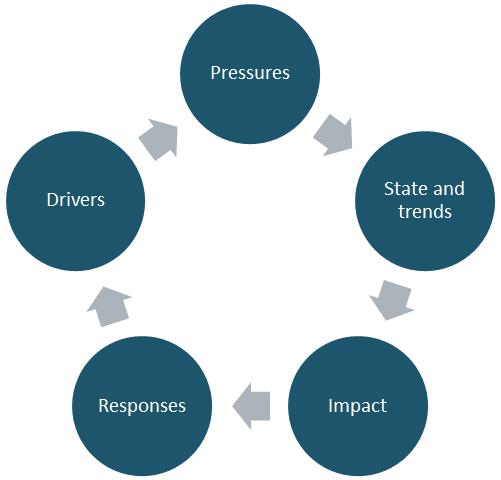 Pressures
State and
trends
Impact
Responses
Drivers